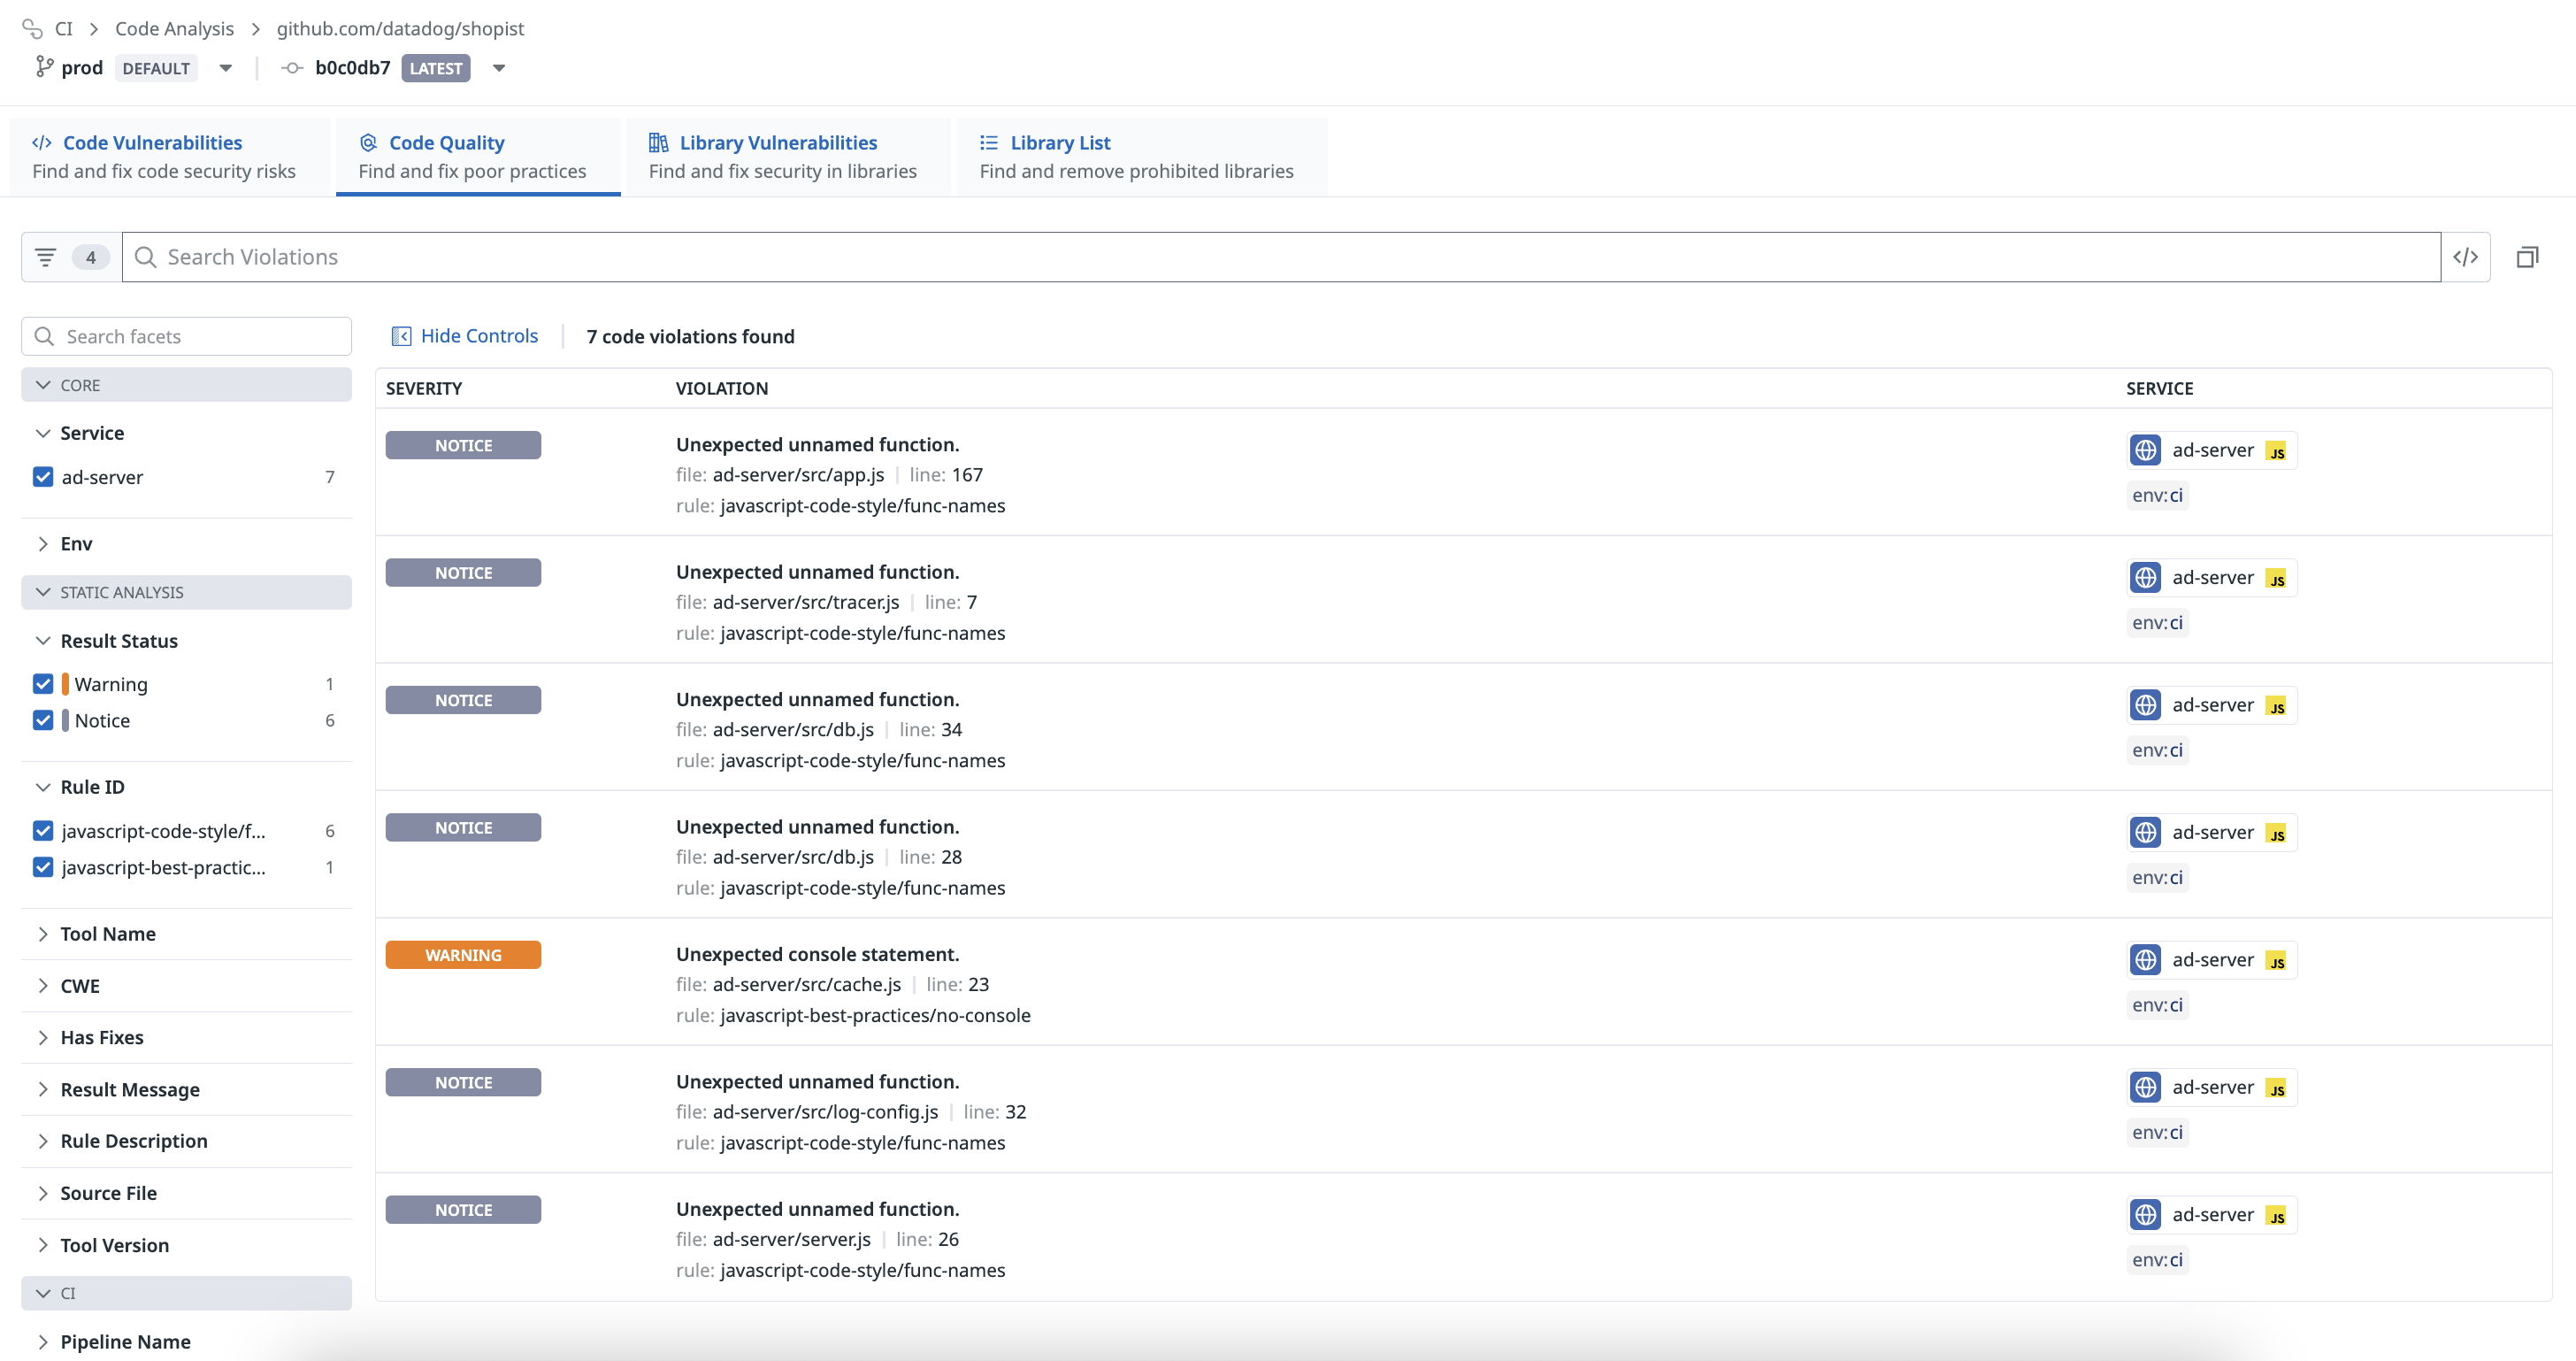 CI > Code Analysis > github.com/datadog/shopist
prod DEFAULT b0c0db7 LATEST
Code Vulnerabilities
Find and fix code security risks
Code Quality
Find and fix poor practices
Library Vulnerabilities
Find and fix security in libraries
Library List
Find and remove prohibited libraries
4 Search Violations </>
Search facets
CORE
Service
ad-server 7
Env
STATIC ANALYSIS
Result Status
Warning 1
Notice 6
Rule ID
javascript-code-style/f... 6
javascript-best-practic... 1
Tool Name
CWE
Has Fixes
Result Message
Rule Description
Source File
Tool Version
CI
Pipeline Name
Hide Controls 7 code violations found
SEVERITY VIOLATION SERVICE
NOTICE Unexpected unnamed function. ad-server JS
file: ad-server/src/app.js | line: 167
env:ci
rule: javascript-code-style/func-names
NOTICE Unexpected unnamed function. ad-server JS
file: ad-server/src/tracer.js | line: 7
env:ci
rule: javascript-code-style/func-names
NOTICE Unexpected unnamed function. ad-server JS
file: ad-server/src/db.js | line: 34
env:ci
rule: javascript-code-style/func-names
NOTICE Unexpected unnamed function. ad-server JS
file: ad-server/src/db.js | line: 28
env:ci
rule: javascript-code-style/func-names
WARNING Unexpected console statement. ad-server JS
file: ad-server/src/cache.js | line: 23
env:ci
rule: javascript-best-practices/no-console
NOTICE Unexpected unnamed function. ad-server JS
file: ad-server/src/log-config.js | line: 32
env:ci
rule: javascript-code-style/func-names
NOTICE Unexpected unnamed function. ad-server JS
file: ad-server/server.js | line: 26
env:ci
rule: javascript-code-style/func-names